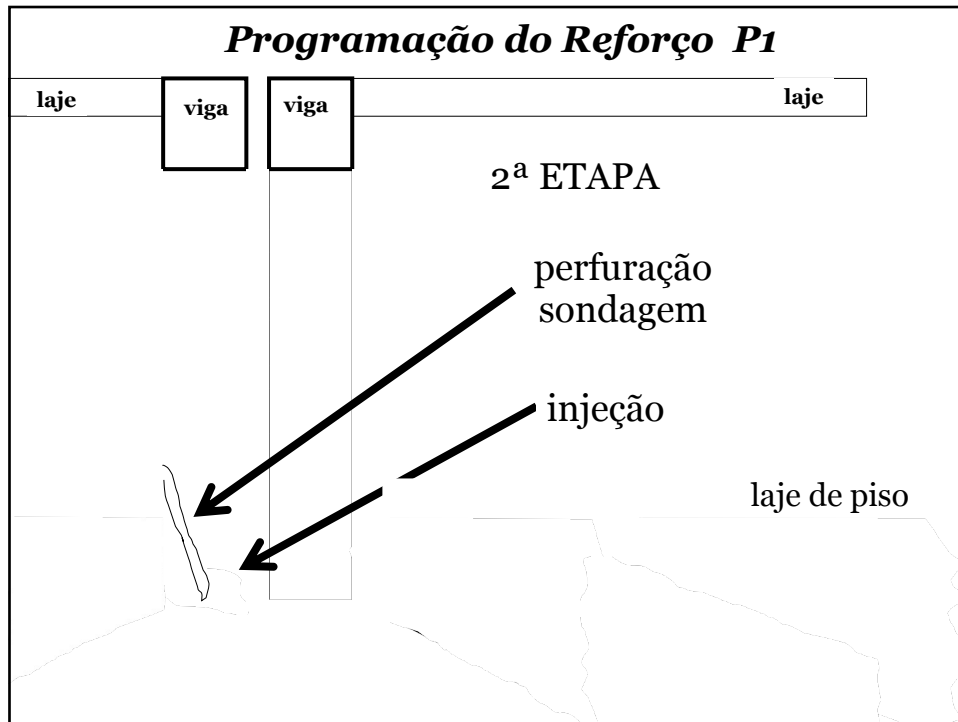 Programação do Reforço P1
laje
viga
viga
laje
2ª ETAPA
perfuração
sondagem
injeção
laje de piso